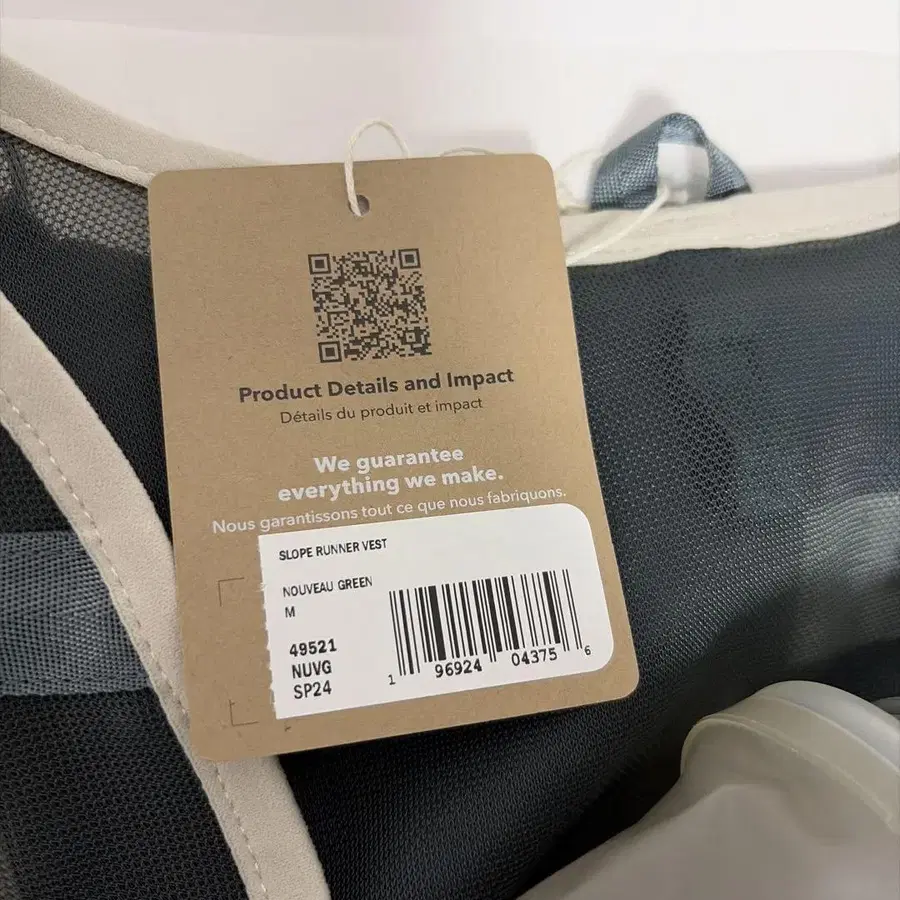 Product Details and Impact
Détails du produit et impact
We guarantee
everything we make.
Nous garantissons tout ce que nous fabriquons.
SLOPE RUNNER VEST
NOUVEAU GREEN
M
49521
NUVG
SP24
1 96924 04375 6